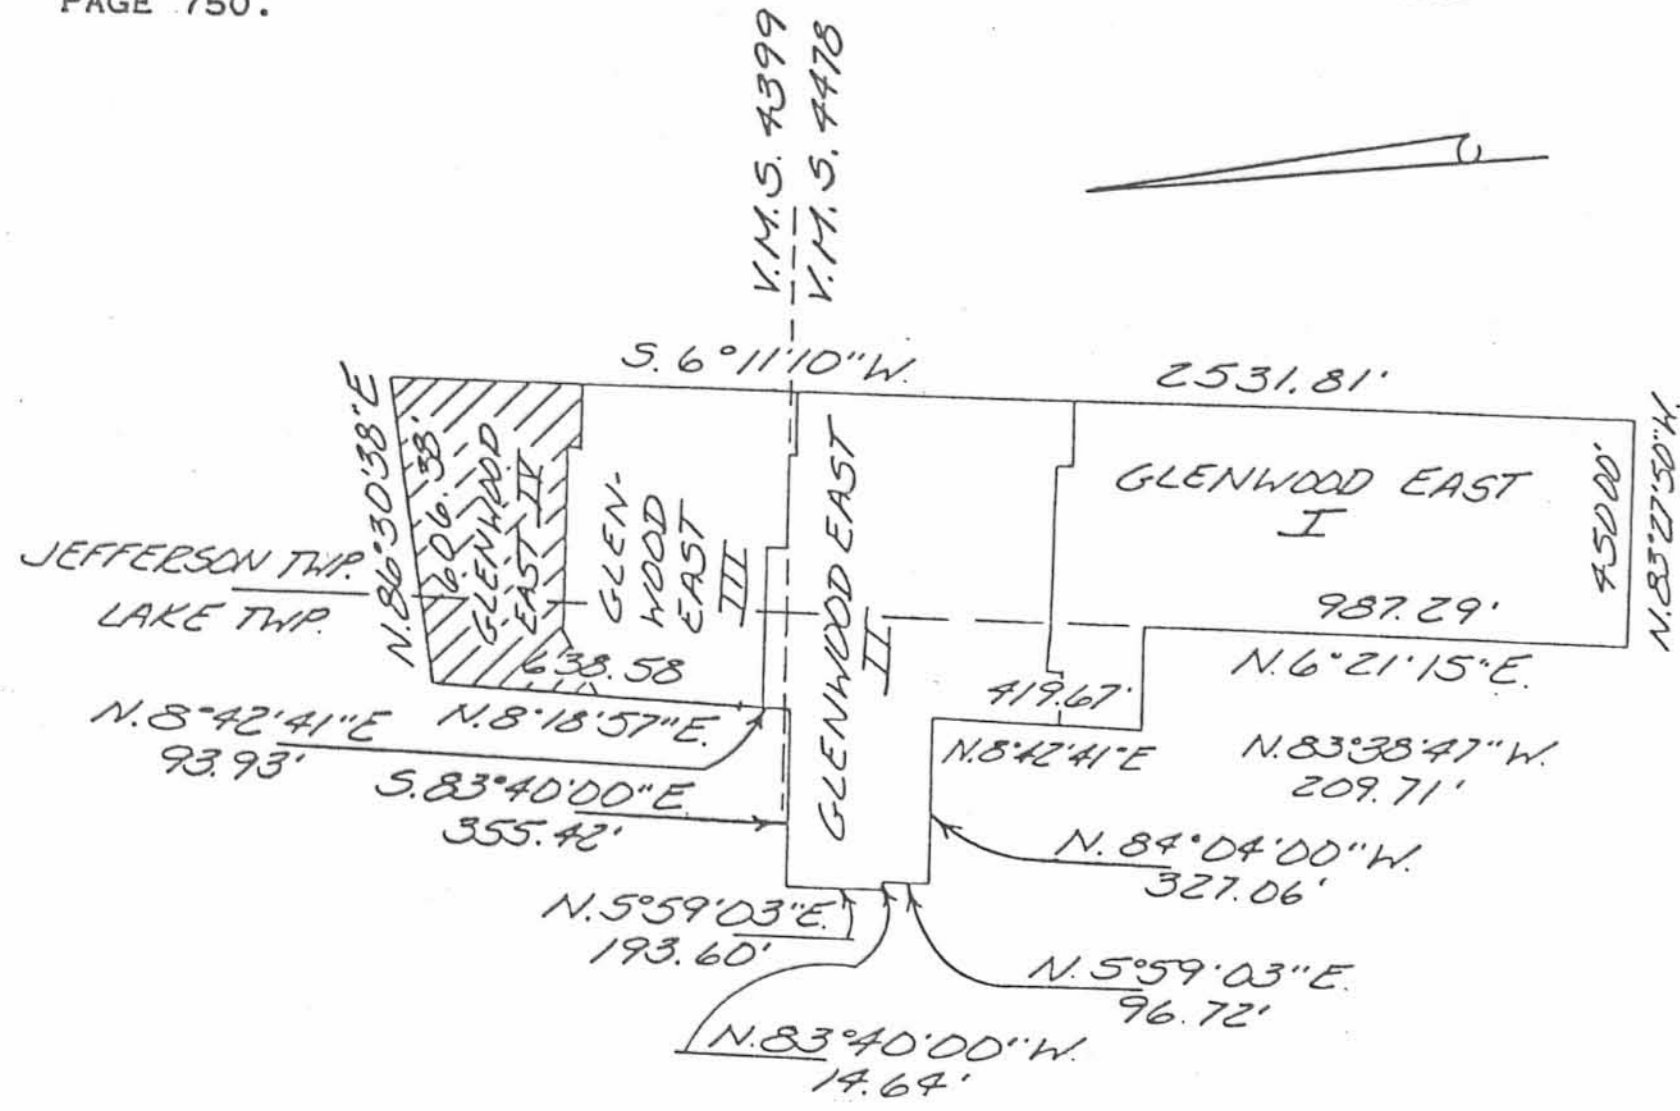 PAGE 750.
V.M.S. 4399
V.M.S. 4478
S. 6°11'10"W.
2531.81'
N.86°30'38"E
606.38'
GLENWOOD
EAST IV
GLEN-
WOOD
EAST
III
GLENWOOD EAST
II
GLENWOOD EAST
I
450.00'
N.83°27'50"W.
JEFFERSON TWP.
LAKE TWP.
987.29'
N.6°21'15"E.
638.58
419.67'
N.8°42'41"E
93.93'
N.8°18'57"E.
N.8°42'41"E
N.83°38'47"W.
209.71'
S.83°40'00"E
355.42'
N.84°04'00"W.
327.06'
N.5°59'03"E.
193.60'
N.5°59'03"E.
96.72'
N.83°40'00"W.
14.64'